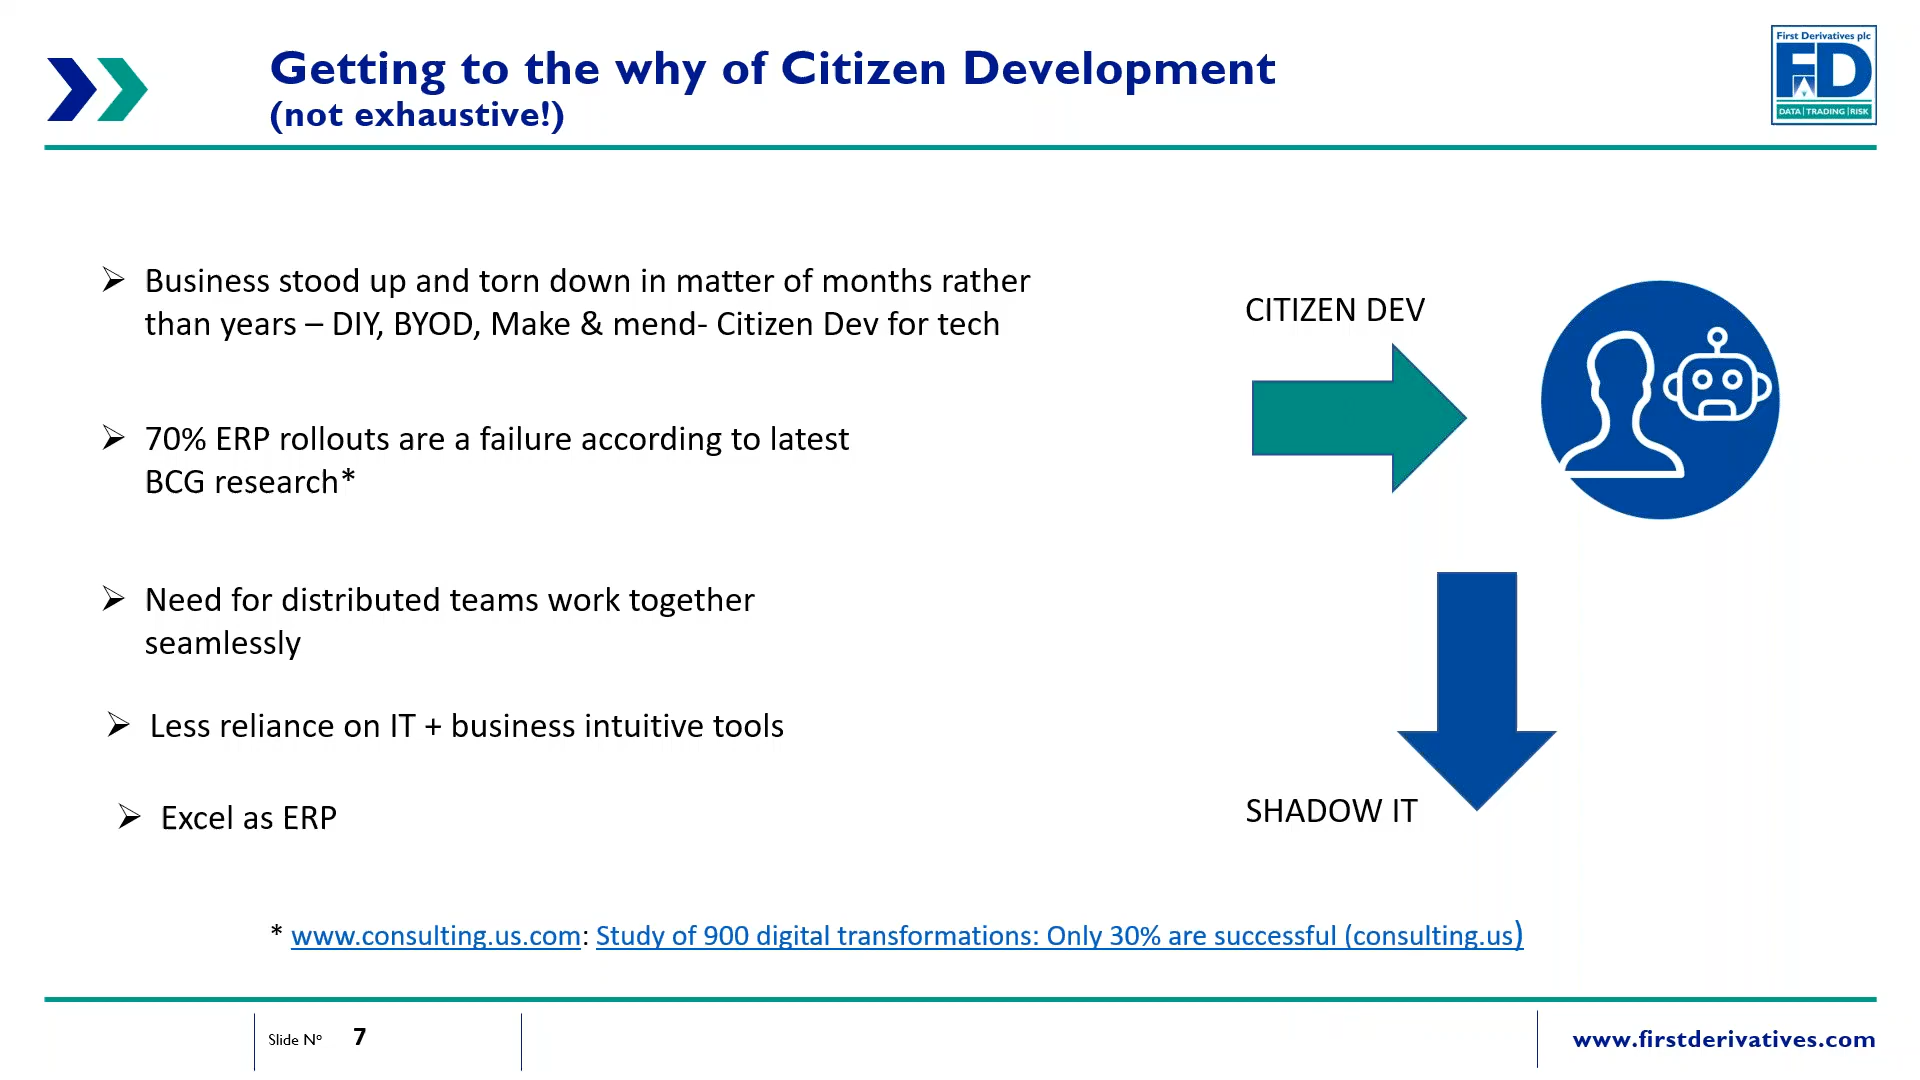 Getting to the why of Citizen Development
(not exhaustive!)
First Derivatives plc
FD
DATA | TRADING | RISK
➢ Business stood up and torn down in matter of months rather
than years – DIY, BYOD, Make & mend- Citizen Dev for tech
➢ 70% ERP rollouts are a failure according to latest
BCG research*
➢ Need for distributed teams work together
seamlessly
➢ Less reliance on IT + business intuitive tools
➢ Excel as ERP
CITIZEN DEV
SHADOW IT
* www.consulting.us.com: Study of 900 digital transformations: Only 30% are successful (consulting.us)
Slide Nº 7
www.firstderivatives.com